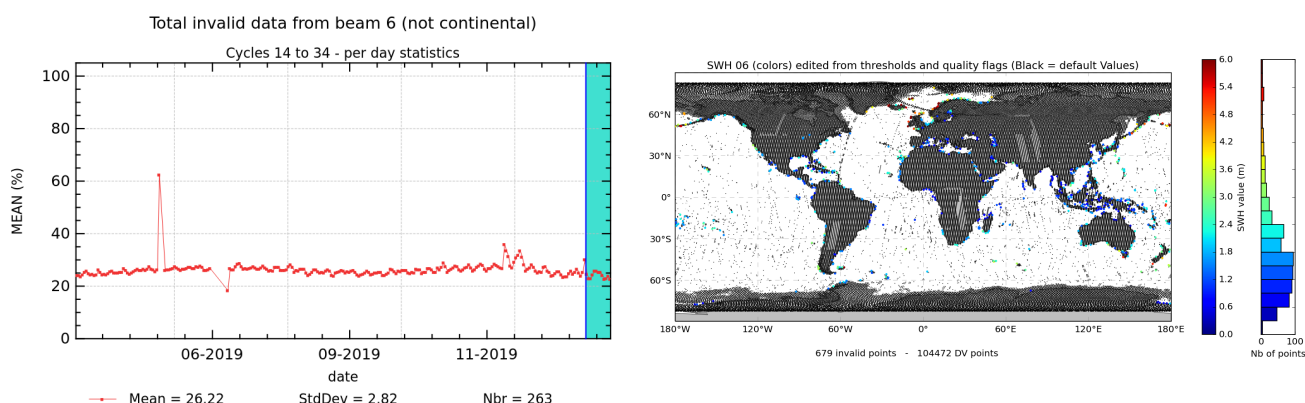 Total invalid data from beam 6 (not continental)
Cycles 14 to 34 - per day statistics
100
80
60
40
20
0
MEAN (%)
06-2019
09-2019
11-2019
date
Mean = 26.22
StdDev = 2.82
Nbr = 263
SWH 06 (colors) edited from thresholds and quality flags (Black = default Values)
60°N
30°N
0°
30°S
60°S
180°W
120°W
60°W
0°
60°E
120°E
180°E
679 invalid points - 104472 DV points
6.0
5.4
4.8
4.2
3.6
3.0
2.4
1.8
1.2
0.6
0.0
SWH value (m)
0
100
Nb of points